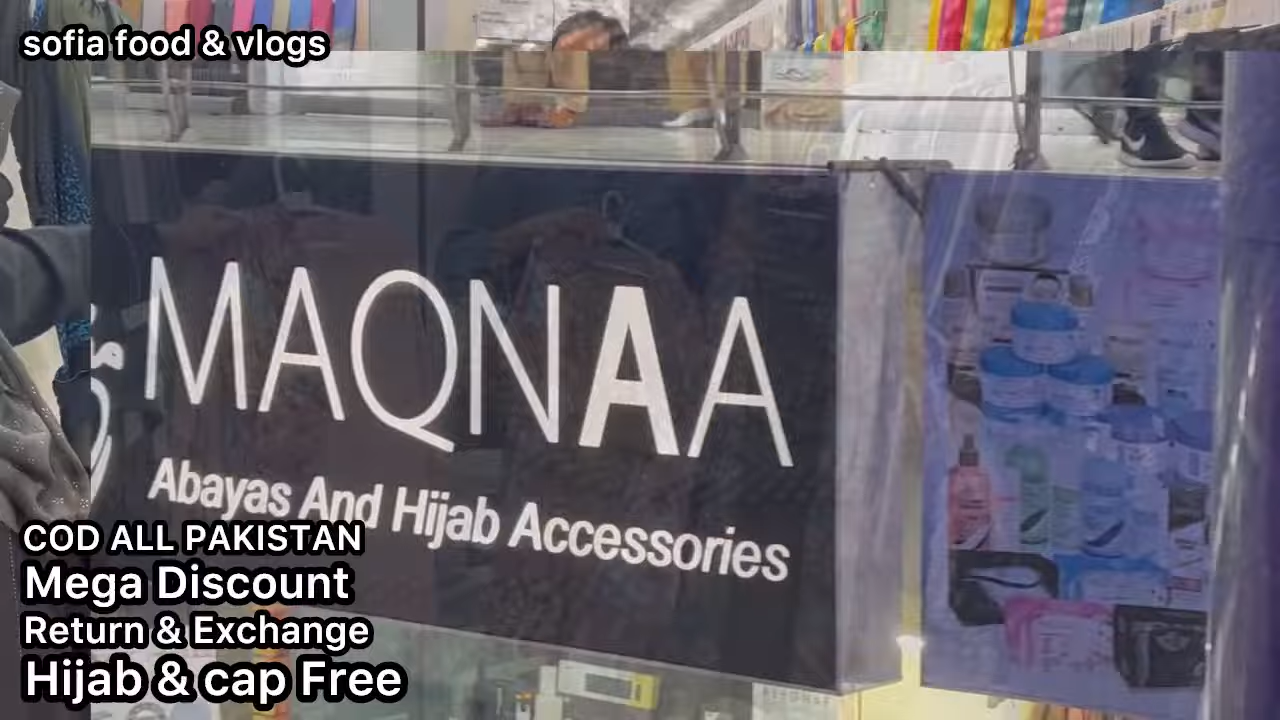 sofia food & vlogs
MAQNAA
Abayas And Hijab Accessories
COD ALL PAKISTAN
Mega Discount
Return & Exchange
Hijab & cap Free